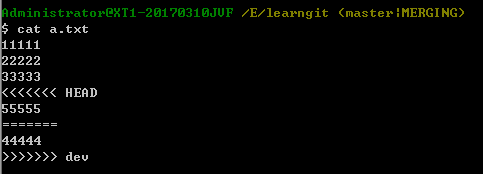 Administrator@XT1-20170310JVF /E/learngit (master|MERGING)
$ cat a.txt
11111
22222
33333
<<<<<<< HEAD
55555
=======
44444
>>>>>>> dev